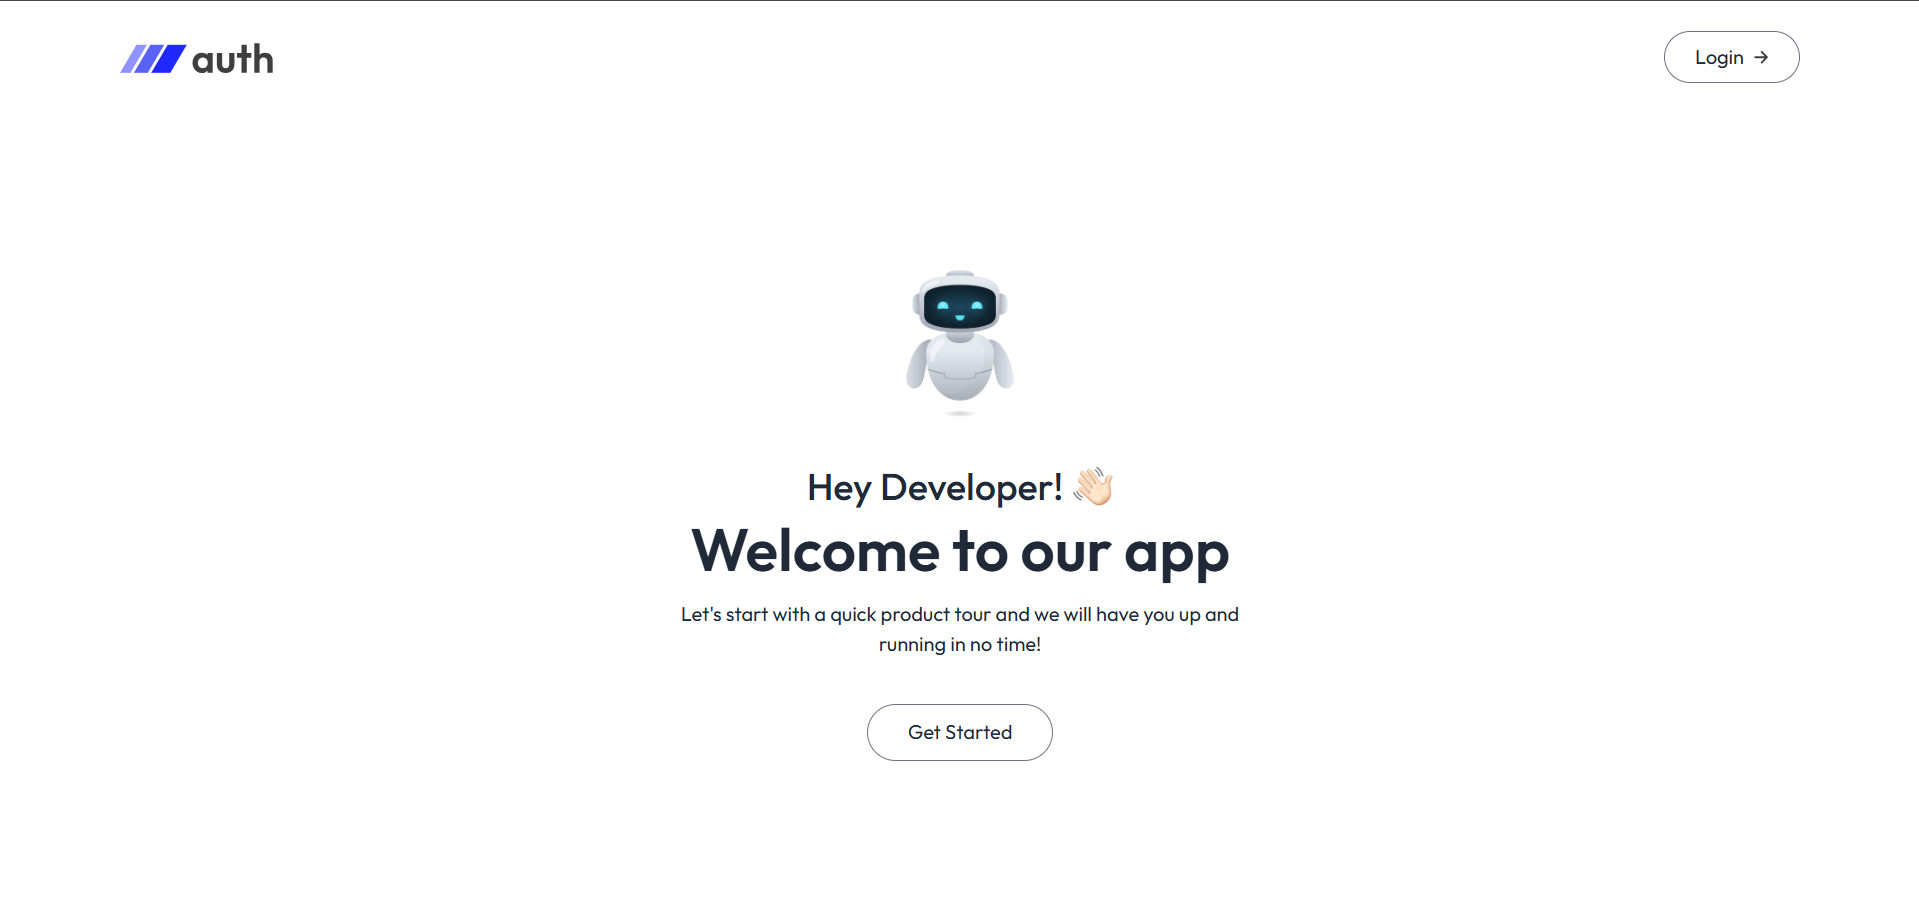 auth
Login →
Hey Developer! 👋🏻
Welcome to our app
Let's start with a quick product tour and we will have you up and
running in no time!
Get Started